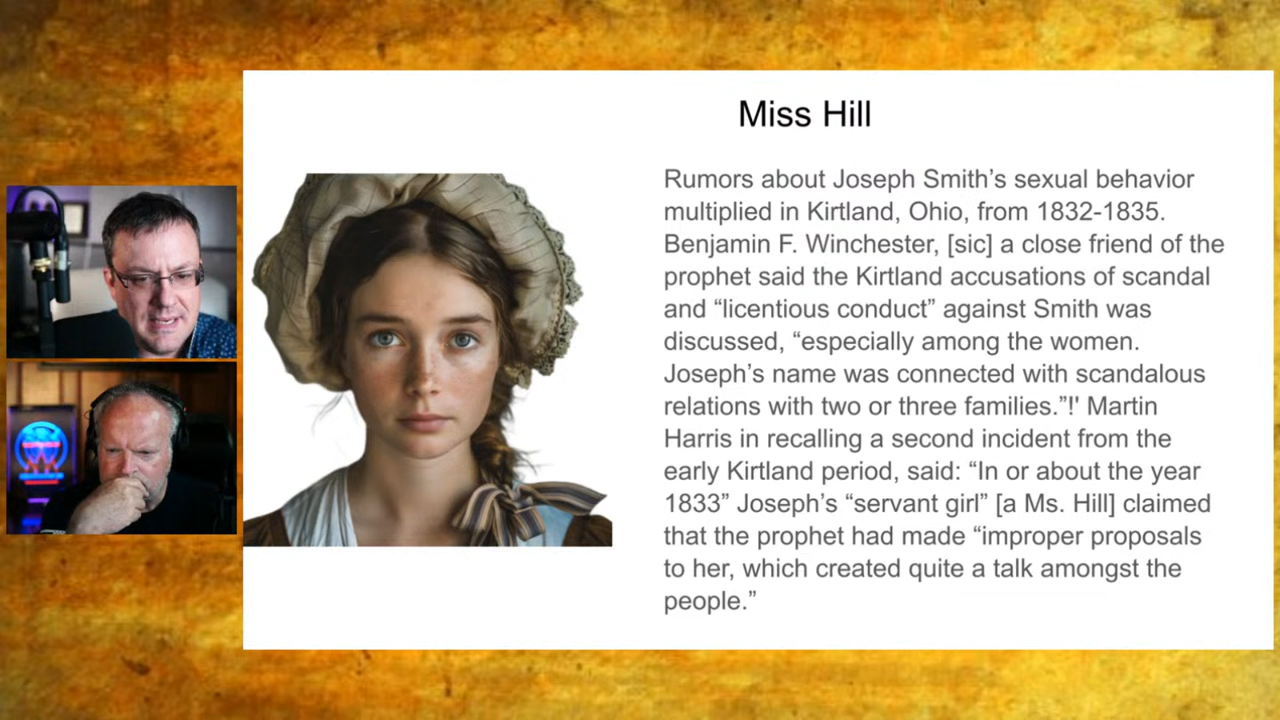 Miss Hill
Rumors about Joseph Smith’s sexual behavior
multiplied in Kirtland, Ohio, from 1832-1835.
Benjamin F. Winchester, [sic] a close friend of the
prophet said the Kirtland accusations of scandal
and “licentious conduct” against Smith was
discussed, “especially among the women.
Joseph’s name was connected with scandalous
relations with two or three families.”!' Martin
Harris in recalling a second incident from the
early Kirtland period, said: “In or about the year
1833” Joseph’s “servant girl” [a Ms. Hill] claimed
that the prophet had made “improper proposals
to her, which created quite a talk amongst the
people.”